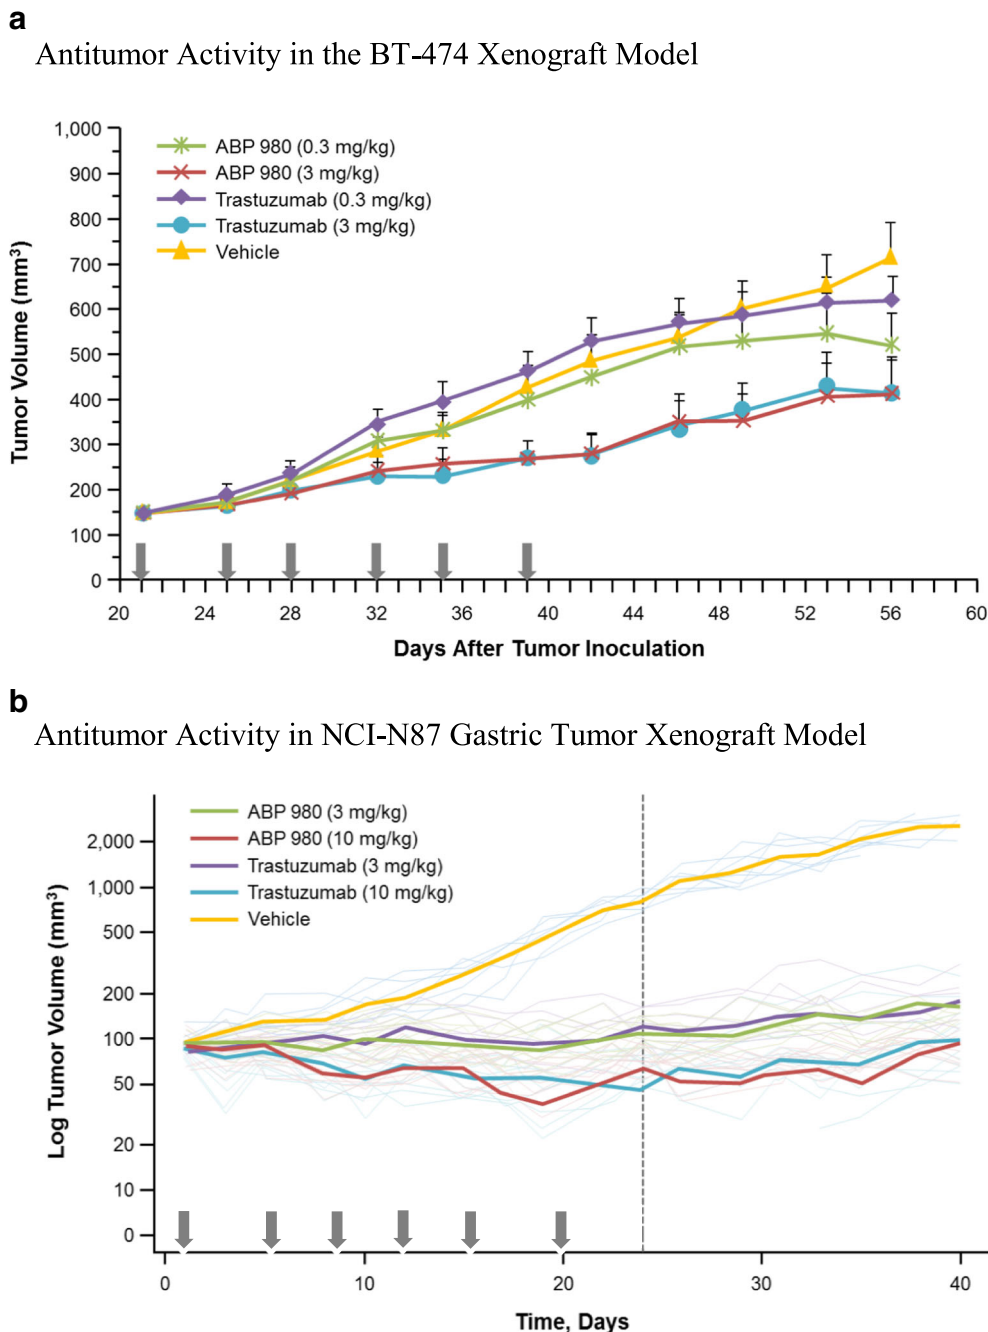 a
Antitumor Activity in the BT-474 Xenograft Model
1,000
900
800
700
600
500
400
300
200
100
0
Tumor Volume (mm³)
ABP 980 (0.3 mg/kg)
ABP 980 (3 mg/kg)
Trastuzumab (0.3 mg/kg)
Trastuzumab (3 mg/kg)
Vehicle
20 24 28 32 36 40 44 48 52 56 60
Days After Tumor Inoculation
b
Antitumor Activity in NCI-N87 Gastric Tumor Xenograft Model
ABP 980 (3 mg/kg)
ABP 980 (10 mg/kg)
Trastuzumab (3 mg/kg)
Trastuzumab (10 mg/kg)
Vehicle
2,000
1,000
500
200
100
50
20
10
0
Log Tumor Volume (mm³)
0 10 20 30 40
Time, Days